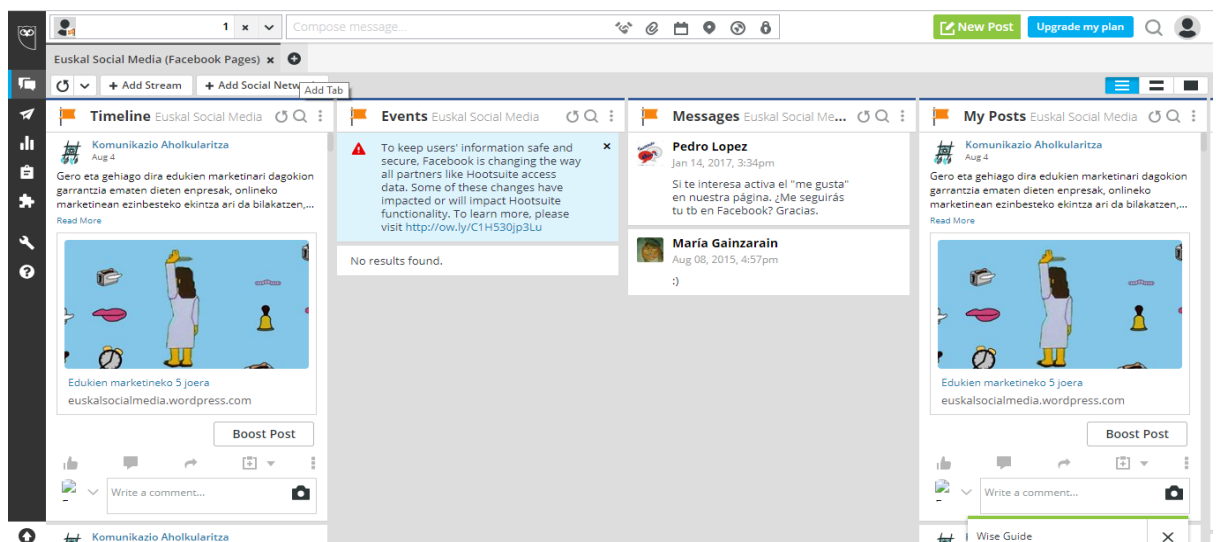 1
Compose message...
New Post
Upgrade my plan
Euskal Social Media (Facebook Pages)
+ Add Stream
+ Add Social Netw
Add Tab
Timeline Euskal Social Media
Komunikazio Aholkularitza
Aug 4
Gero eta gehiago dira edukien marketinari dagokion
garrantzia ematen dieten enpresak, onlineko
marketinean ezinbesteko ekintza ari da bilakatzen,...
Read More
Edukien marketineko 5 joera
euskalsocialmedia.wordpress.com
Boost Post
Write a comment...
Komunikazio Aholkularitza
Events Euskal Social Media
To keep users' information safe and
secure, Facebook is changing the way
all partners like Hootsuite access
data. Some of these changes have
impacted or will impact Hootsuite
functionality. To learn more, please
visit http://ow.ly/C1H530jp3Lu
No results found.
Messages Euskal Social Me...
Pedro Lopez
Jan 14, 2017, 3:34pm
Si te interesa activa el "me gusta"
en nuestra página. ¿Me seguirás
tu tb en Facebook? Gracias.
María Gainzarain
Aug 08, 2015, 4:57pm
:)
My Posts Euskal Social Media
Komunikazio Aholkularitza
Aug 4
Gero eta gehiago dira edukien marketinari dagokion
garrantzia ematen dieten enpresak, onlineko
marketinean ezinbesteko ekintza ari da bilakatzen,...
Read More
Edukien marketineko 5 joera
euskalsocialmedia.wordpress.com
Boost Post
Write a comment...
Wise Guide